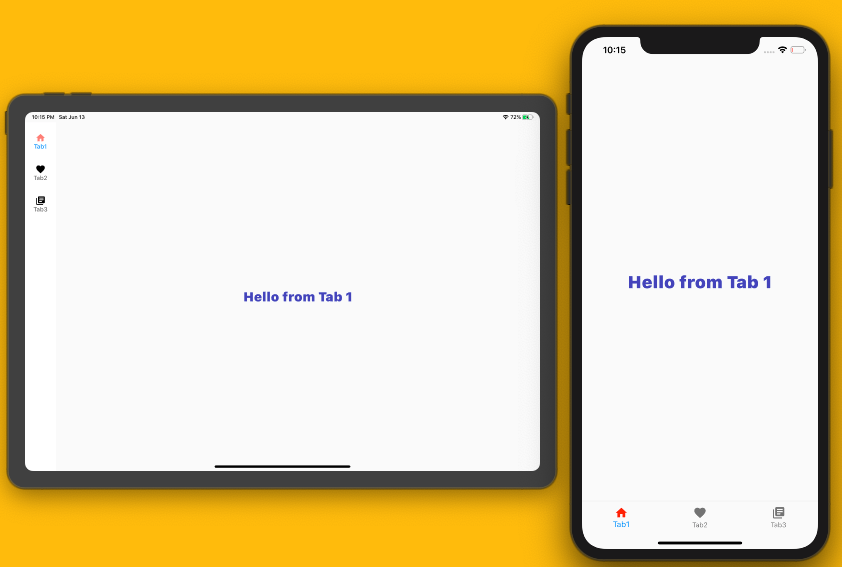 10:15 PM Sat Jun 13
72%
Tab1
Tab2
Tab3
Hello from Tab 1
10:15
Hello from Tab 1
Tab1
Tab2
Tab3